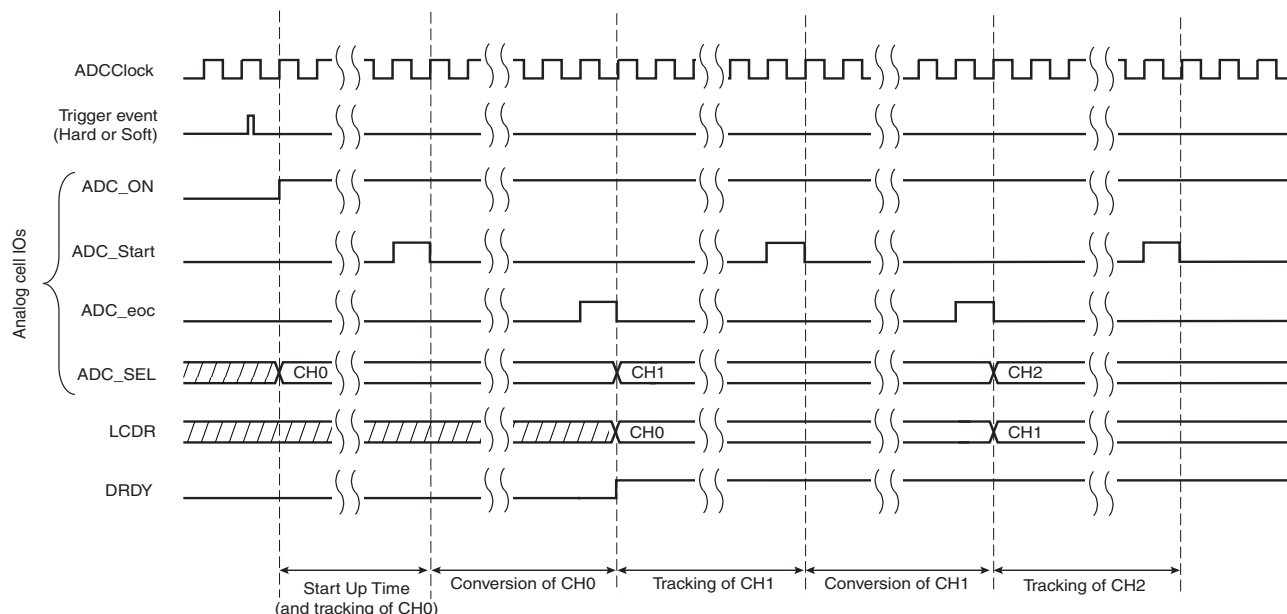 ADCClock
Trigger event
(Hard or Soft)
ADC_ON
ADC_Start
Analog cell IOs
ADC_eoc
ADC_SEL
CH0
CH1
CH2
LCDR
CH0
CH1
DRDY
Start Up Time
(and tracking of CH0)
Conversion of CH0
Tracking of CH1
Conversion of CH1
Tracking of CH2